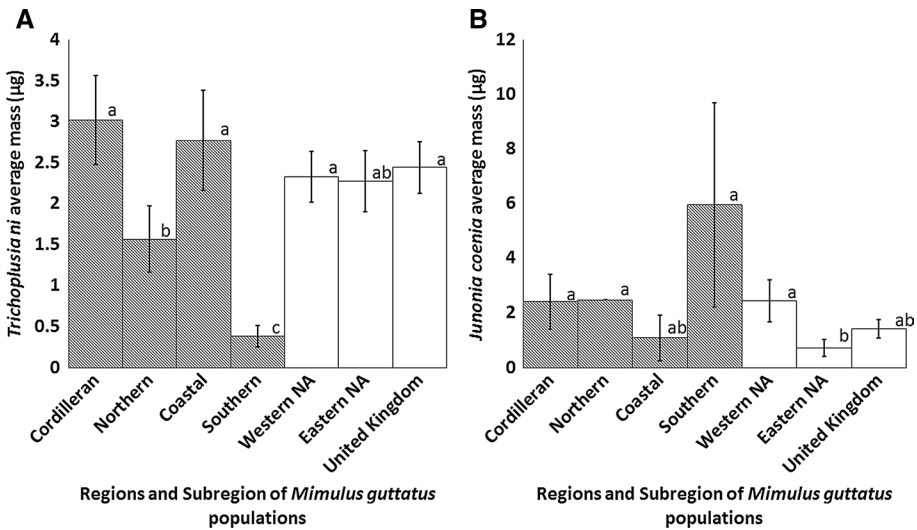 A
Trichoplusia ni average mass (µg)
4
3.5
3
2.5
2
1.5
1
0.5
0
a
b
a
c
a
ab
a
Cordilleran
Northern
Coastal
Southern
Western NA
Eastern NA
United Kingdom
Regions and Subregion of Mimulus guttatus
populations
B
Junonia coenia average mass (µg)
12
10
8
6
4
2
0
a
a
ab
a
a
b
ab
Cordilleran
Northern
Coastal
Southern
Western NA
Eastern NA
United Kingdom
Regions and Subregion of Mimulus guttatus
populations